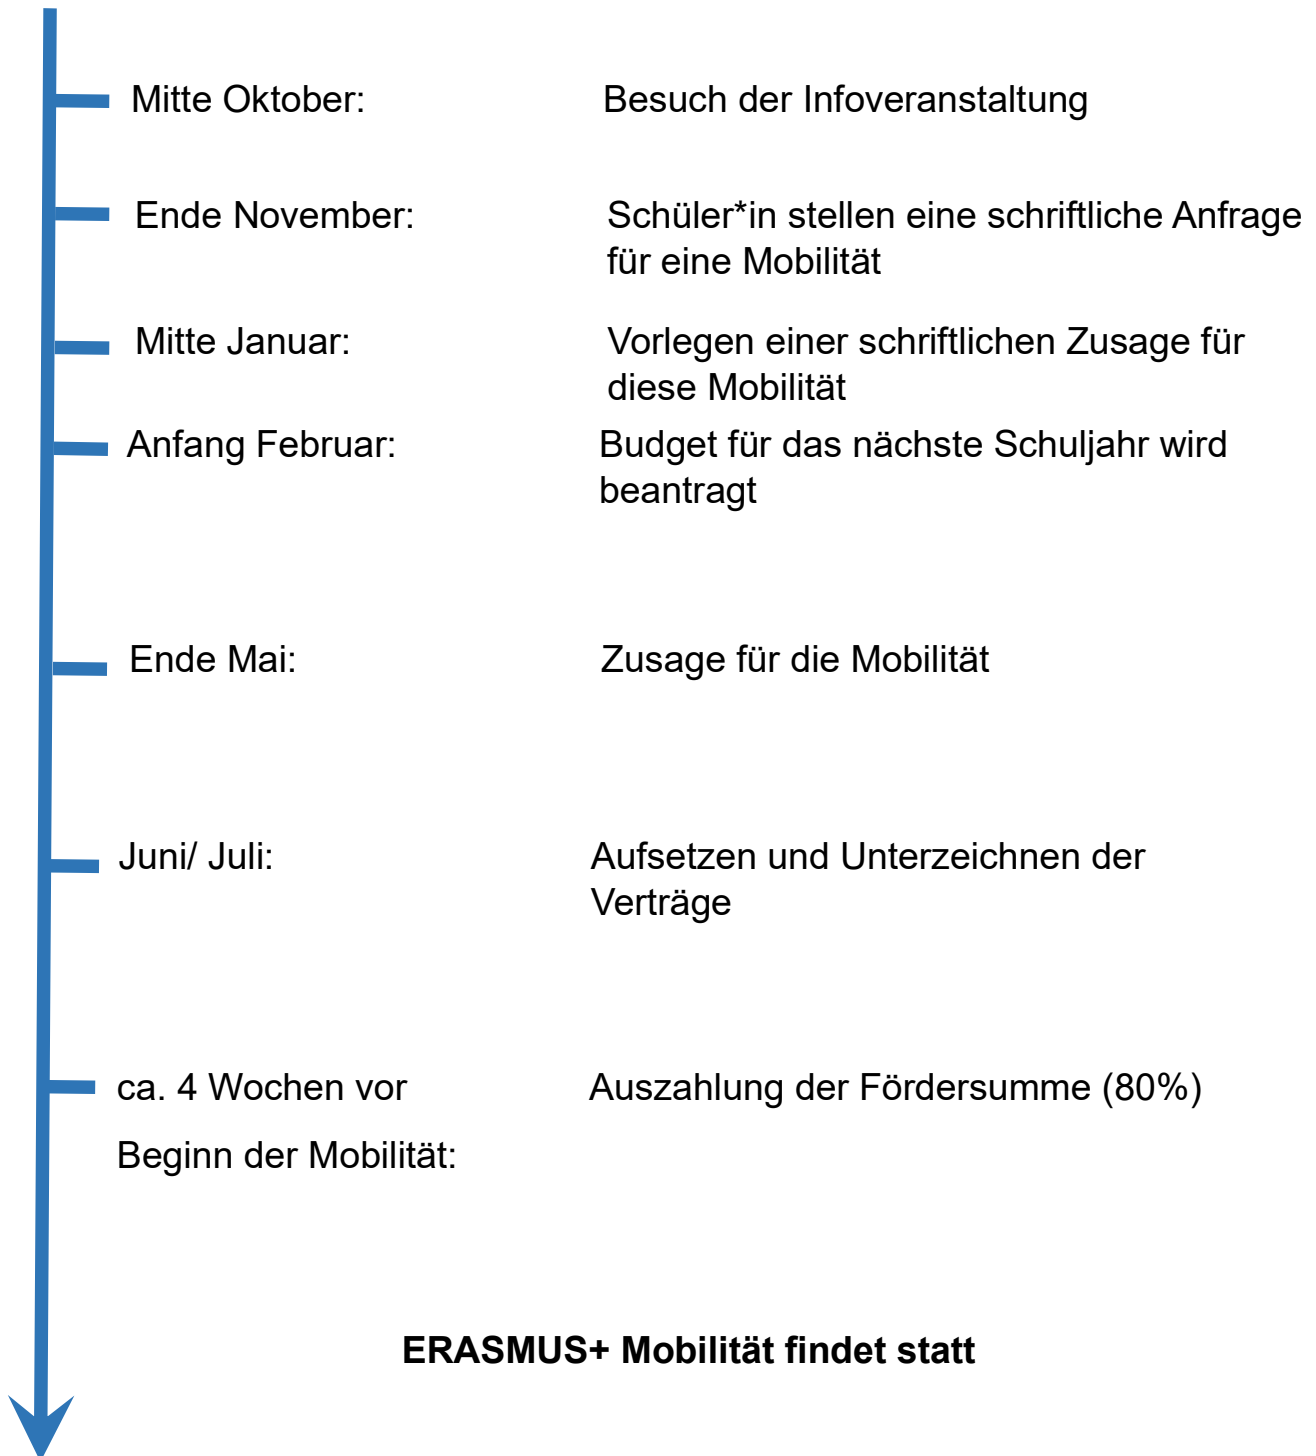 Mitte Oktober: Besuch der Infoveranstaltung
Ende November: Schüler*in stellen eine schriftliche Anfrage
für eine Mobilität
Mitte Januar: Vorlegen einer schriftlichen Zusage für
diese Mobilität
Anfang Februar: Budget für das nächste Schuljahr wird
beantragt
Ende Mai: Zusage für die Mobilität
Juni/ Juli: Aufsetzen und Unterzeichnen der
Verträge
ca. 4 Wochen vor Auszahlung der Fördersumme (80%)
Beginn der Mobilität:
ERASMUS+ Mobilität findet statt